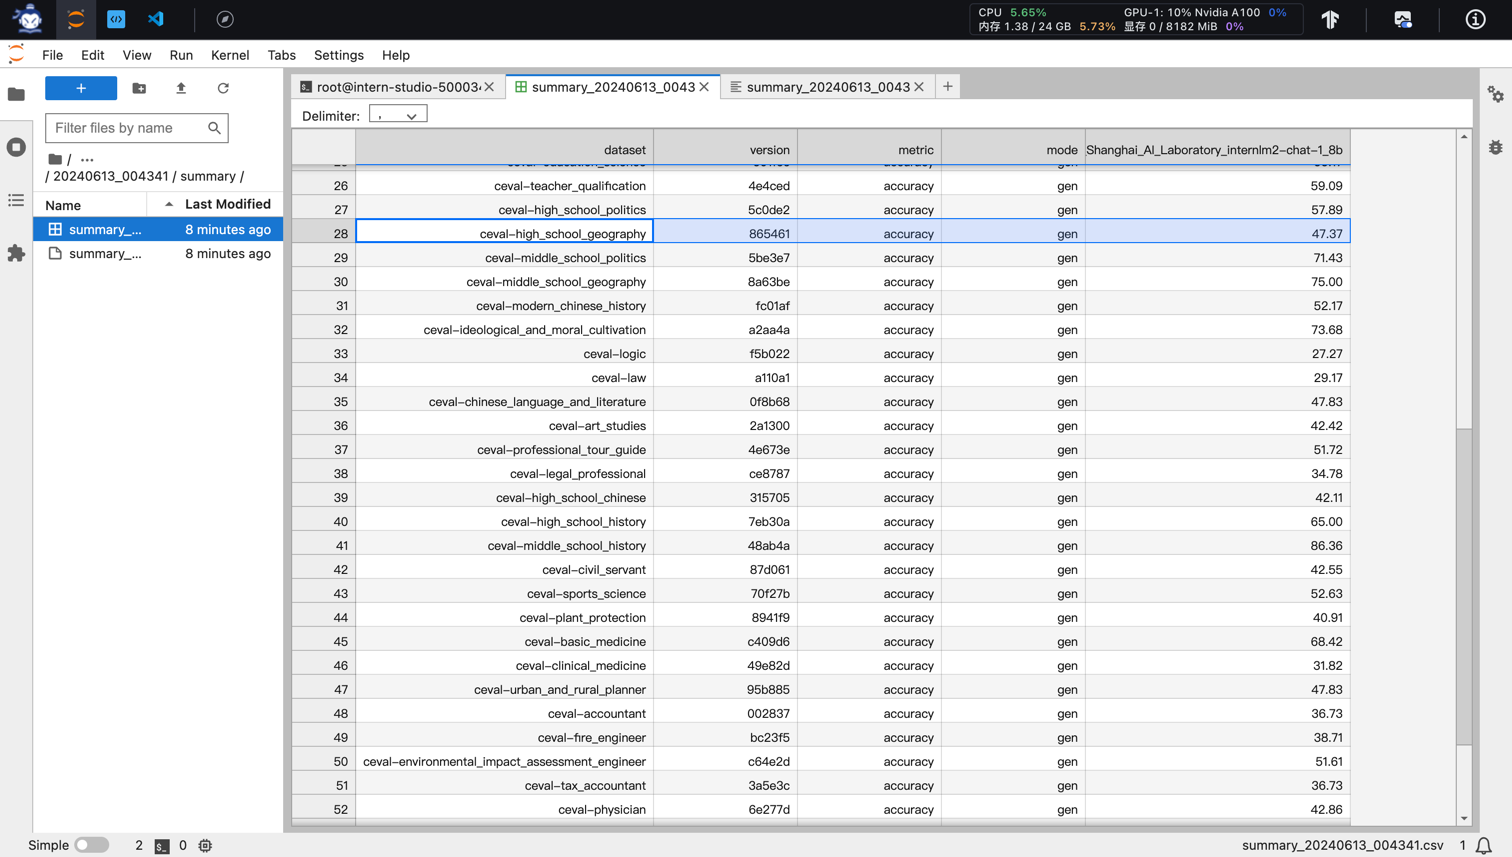 CPU 5.65% GPU-1: 10% Nvidia A100 0%
内存 1.38 / 24 GB 5.73% 显存 0 / 8182 MiB 0%
File Edit View Run Kernel Tabs Settings Help
root@intern-studio-50003
summary_20240613_0043
summary_20240613_0043
Delimiter: ,
Filter files by name
/ ···
/ 20240613_004341 / summary /
Name Last Modified
summary_... 8 minutes ago
summary_... 8 minutes ago
dataset version metric mode Shanghai_AI_Laboratory_internlm2-chat-1_8b
26 ceval-teacher_qualification 4e4ced accuracy gen 59.09
27 ceval-high_school_politics 5c0de2 accuracy gen 57.89
28 ceval-high_school_geography 865461 accuracy gen 47.37
29 ceval-middle_school_politics 5be3e7 accuracy gen 71.43
30 ceval-middle_school_geography 8a63be accuracy gen 75.00
31 ceval-modern_chinese_history fc01af accuracy gen 52.17
32 ceval-ideological_and_moral_cultivation a2aa4a accuracy gen 73.68
33 ceval-logic f5b022 accuracy gen 27.27
34 ceval-law a110a1 accuracy gen 29.17
35 ceval-chinese_language_and_literature 0f8b68 accuracy gen 47.83
36 ceval-art_studies 2a1300 accuracy gen 42.42
37 ceval-professional_tour_guide 4e673e accuracy gen 51.72
38 ceval-legal_professional ce8787 accuracy gen 34.78
39 ceval-high_school_chinese 315705 accuracy gen 42.11
40 ceval-high_school_history 7eb30a accuracy gen 65.00
41 ceval-middle_school_history 48ab4a accuracy gen 86.36
42 ceval-civil_servant 87d061 accuracy gen 42.55
43 ceval-sports_science 70f27b accuracy gen 52.63
44 ceval-plant_protection 8941f9 accuracy gen 40.91
45 ceval-basic_medicine c409d6 accuracy gen 68.42
46 ceval-clinical_medicine 49e82d accuracy gen 31.82
47 ceval-urban_and_rural_planner 95b885 accuracy gen 47.83
48 ceval-accountant 002837 accuracy gen 36.73
49 ceval-fire_engineer bc23f5 accuracy gen 38.71
50 ceval-environmental_impact_assessment_engineer c64e2d accuracy gen 51.61
51 ceval-tax_accountant 3a5e3c accuracy gen 36.73
52 ceval-physician 6e277d accuracy gen 42.86
Simple 2 0 summary_20240613_004341.csv 1